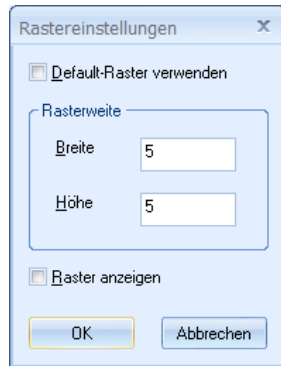 Rastereinstellungen x
Default-Raster verwenden
Rasterweite
Breite 5
Höhe 5
Raster anzeigen
OK Abbrechen